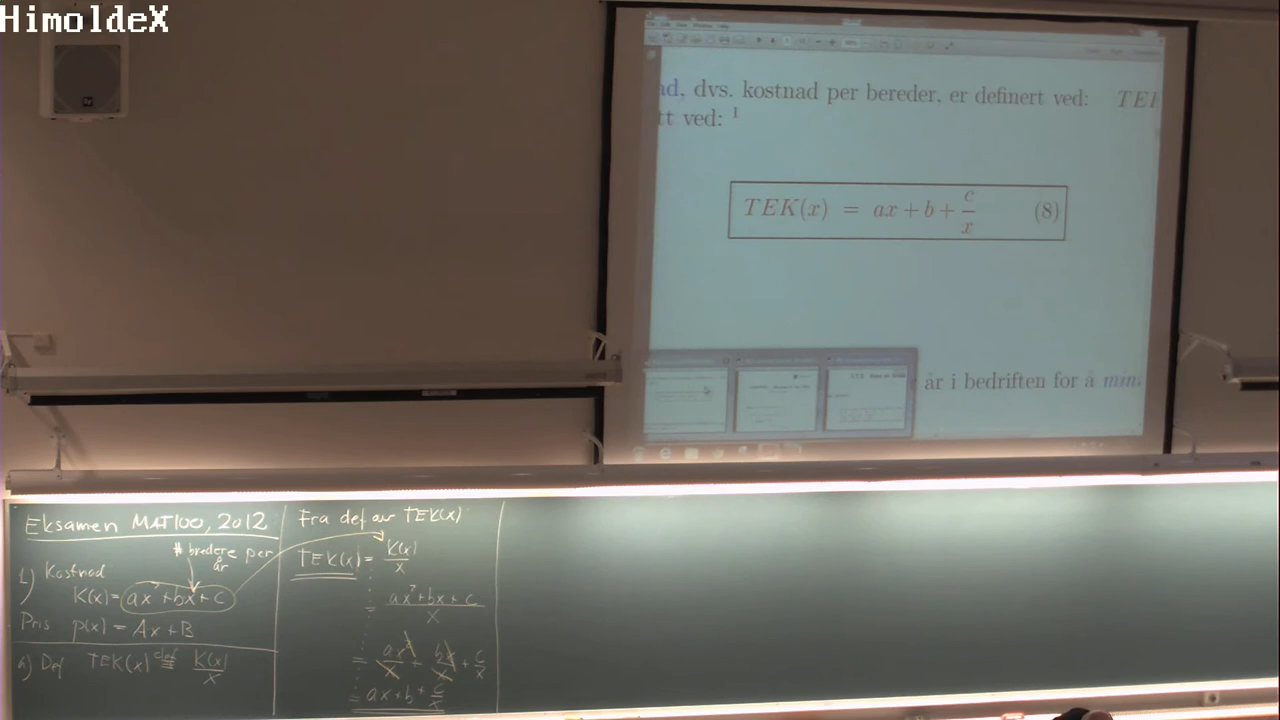 HimoldeX
ad, dvs. kostnad per bereder, er definert ved: TEK
tt ved: 1
TEK(x) = ax + b + c/x (8)
år i bedriften for å min.
Eksamen MAT100, 2012
# bredere per
år
1) Kostnad
K(x) = ax² + bx + c
Pris p(x) = Ax + B
a) Def TEK(x) def≡ K(x)/x
Fra def av TEK(x)
TEK(x) = K(x)/x
= ax² + bx + c / x
= ax²/x + bx/x + c/x
= ax + b + c/x